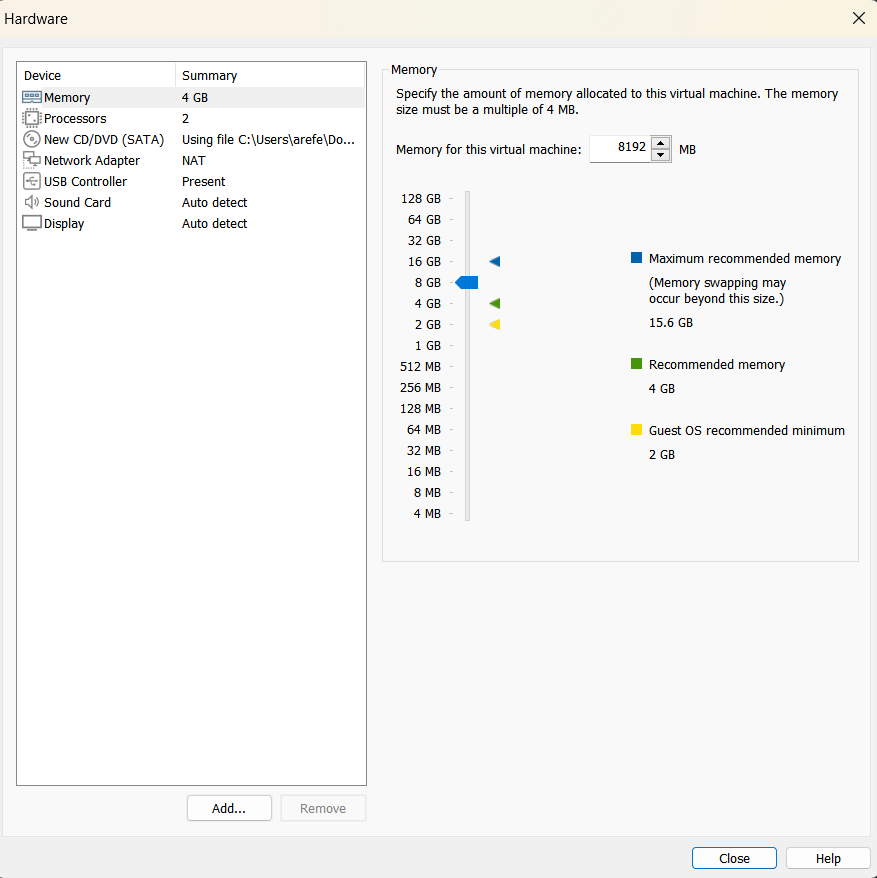 Hardware
Device Summary
Memory 4 GB
Processors 2
New CD/DVD (SATA) Using file C:\Users\arefe\Do...
Network Adapter NAT
USB Controller Present
Sound Card Auto detect
Display Auto detect
Add... Remove
Memory
Specify the amount of memory allocated to this virtual machine. The memory
size must be a multiple of 4 MB.
Memory for this virtual machine: 8192 MB
128 GB
64 GB
32 GB
16 GB
8 GB
4 GB
2 GB
1 GB
512 MB
256 MB
128 MB
64 MB
32 MB
16 MB
8 MB
4 MB
Maximum recommended memory
(Memory swapping may
occur beyond this size.)
15.6 GB
Recommended memory
4 GB
Guest OS recommended minimum
2 GB
Close Help